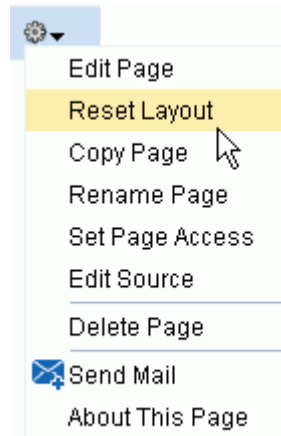 Edit Page
Reset Layout
Copy Page
Rename Page
Set Page Access
Edit Source
Delete Page
Send Mail
About This Page